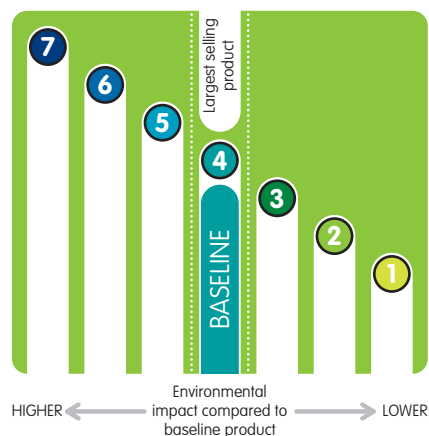 7
6
5
Largest selling
product
4
BASELINE
3
2
1
HIGHER
Environmental
impact compared to
baseline product
LOWER